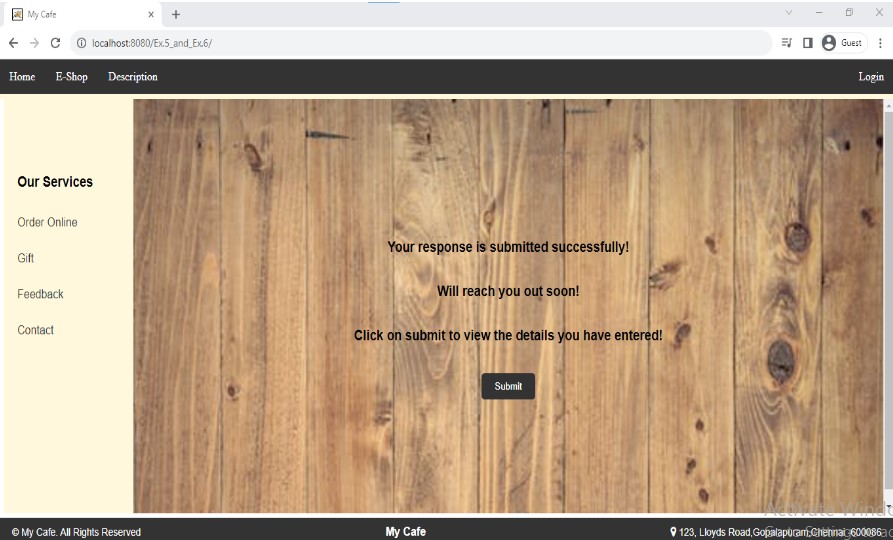 My Cafe
localhost:8080/Ex.5_and_Ex.6/
Guest
Home E-Shop Description Login
Our Services
Order Online
Gift
Feedback
Contact
Your response is submitted successfully!
Will reach you out soon!
Click on submit to view the details you have entered!
Submit
Activate Windo
© My Cafe. All Rights Reserved My Cafe 123, Lloyds Road,Gopalapuram,Chennai, 600086.